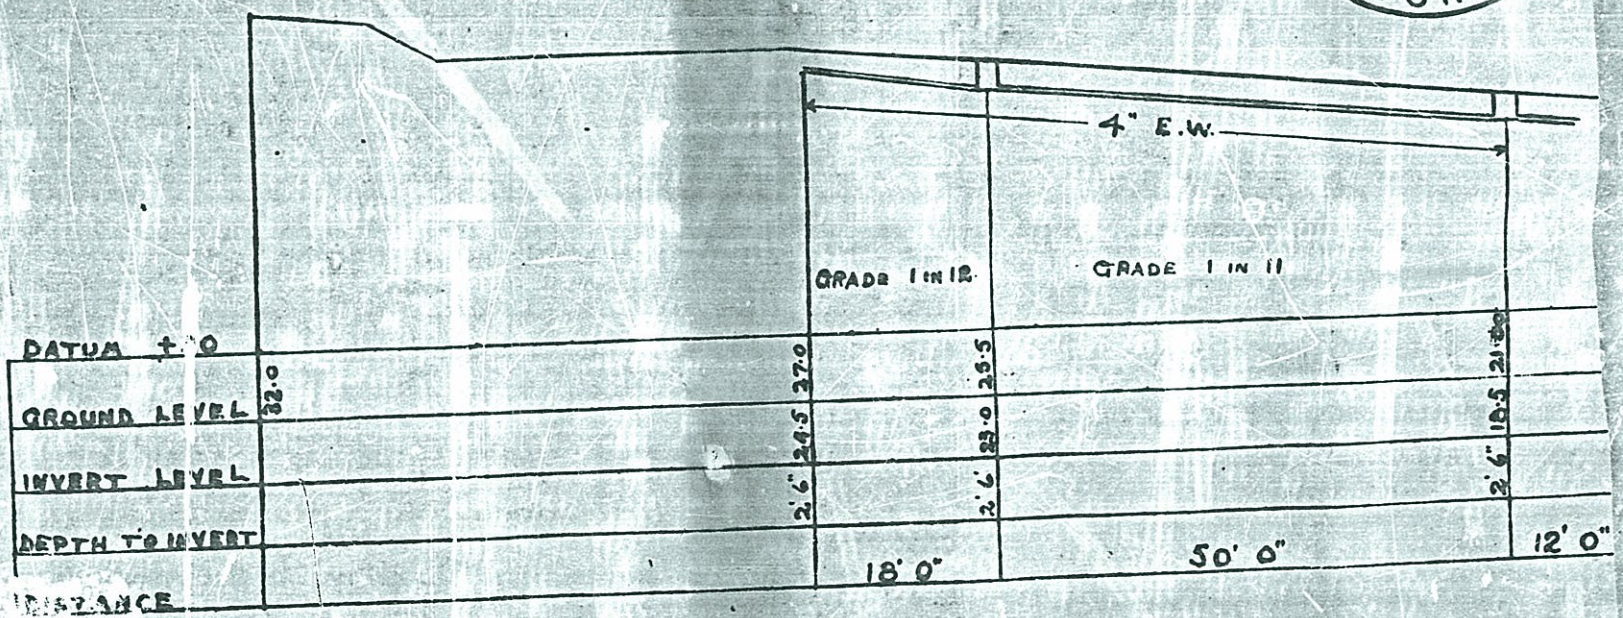 4" E.W.
GRADE 1 IN 12.
GRADE 1 IN 11
DATUM + 0
GROUND LEVEL 32.0 27.0 25.5
INVERT LEVEL 24.5 23.0 18.5
DEPTH TO INVERT 2' 6" 2' 6" 2' 6"
DISTANCE 18' 0" 50' 0" 12' 0"